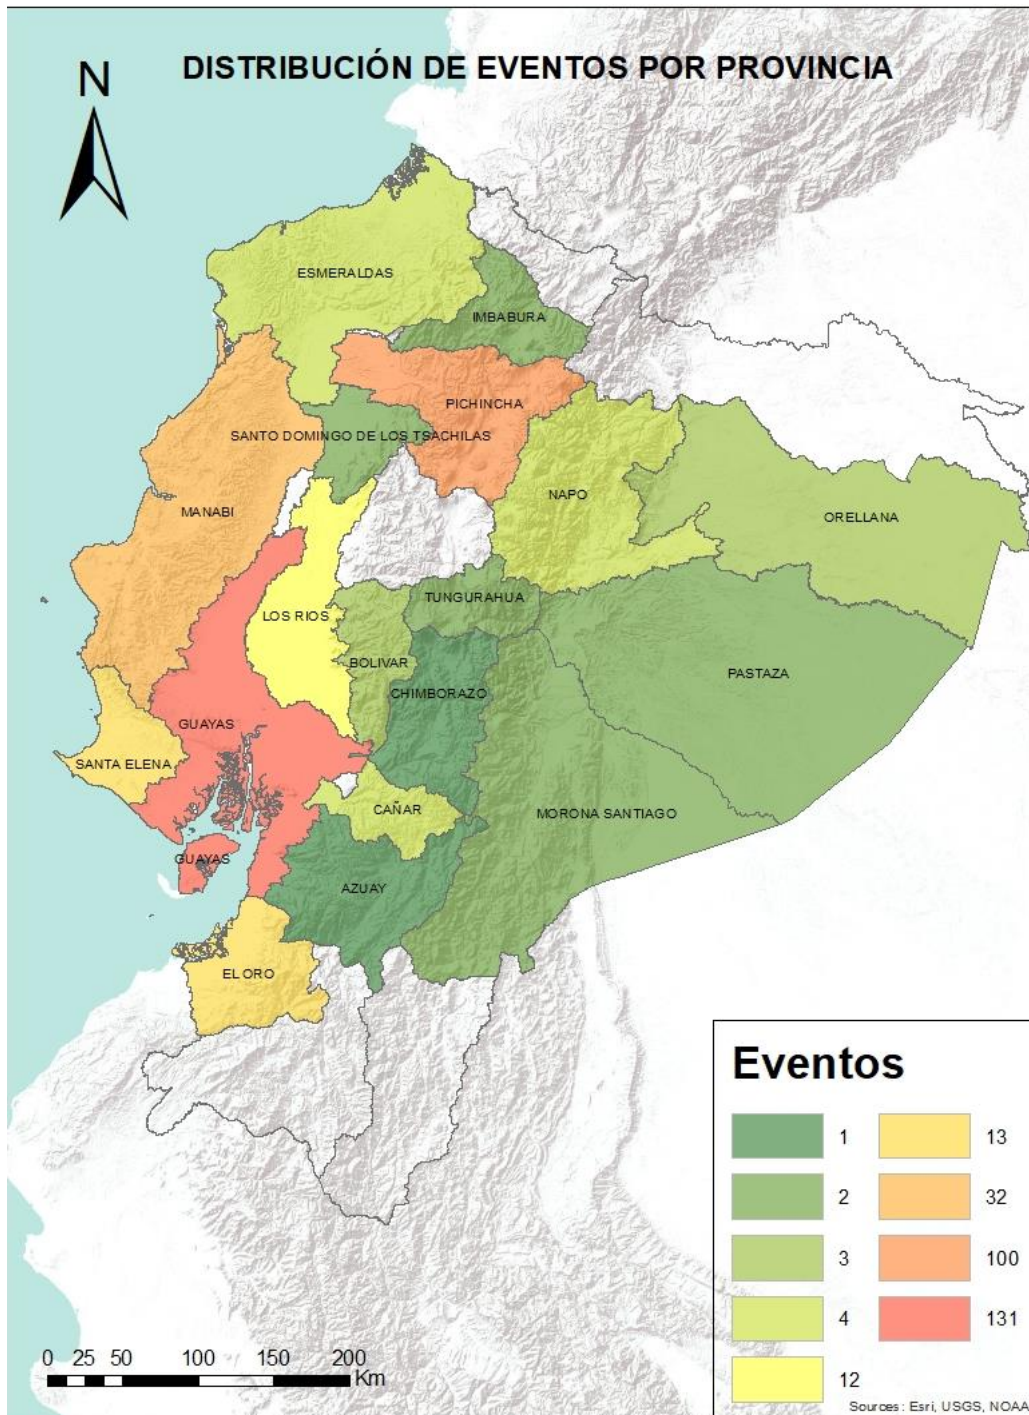 DISTRIBUCIÓN DE EVENTOS POR PROVINCIA
N
ESMERALDAS
IMBABURA
PICHINCHA
SANTO DOMINGO DE LOS TSACHILAS
NAPO
MANABI
ORELLANA
TUNGURAHUA
LOS RIOS
BOLIVAR
PASTAZA
CHIMBORAZO
GUAYAS
SANTA ELENA
CAÑAR
MORONA SANTIAGO
GUAYAS
AZUAY
EL ORO
Eventos
1
2
3
4
12
13
32
100
131
0 25 50 100 150 200
Km
Sources: Esri, USGS, NOAA